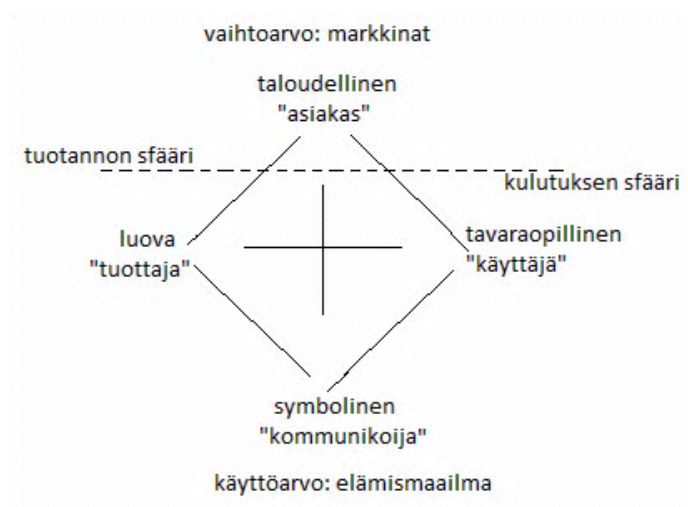 vaihtoarvo: markkinat
taloudellinen
"asiakas"
tuotannon sfääri
kulutuksen sfääri
luova
"tuottaja"
tavaraopillinen
"käyttäjä"
symbolinen
"kommunikoija"
käyttöarvo: elämismaailma